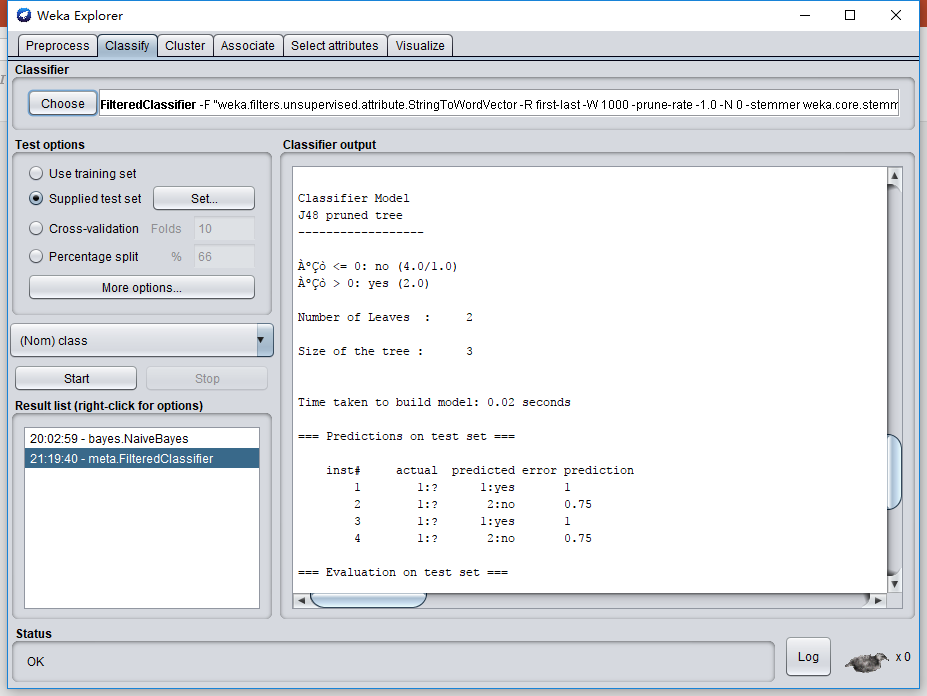 Weka Explorer
Preprocess Classify Cluster Associate Select attributes Visualize
Classifier
Choose FilteredClassifier -F "weka.filters.unsupervised.attribute.StringToWordVector -R first-last -W 1000 -prune-rate -1.0 -N 0 -stemmer weka.core.stemm
Test options
Use training set
Supplied test set Set...
Cross-validation Folds 10
Percentage split % 66
More options...
(Nom) class
Start Stop
Result list (right-click for options)
20:02:59 - bayes.NaiveBayes
21:19:40 - meta.FilteredClassifier
Classifier output
Classifier Model
J48 pruned tree
------------------
ÀºÇò <= 0: no (4.0/1.0)
ÀºÇò > 0: yes (2.0)
Number of Leaves : 2
Size of the tree : 3
Time taken to build model: 0.02 seconds
=== Predictions on test set ===
inst# actual predicted error prediction
1 1:? 1:yes 1
2 1:? 2:no 0.75
3 1:? 1:yes 1
4 1:? 2:no 0.75
=== Evaluation on test set ===
Status
OK
Log
x 0